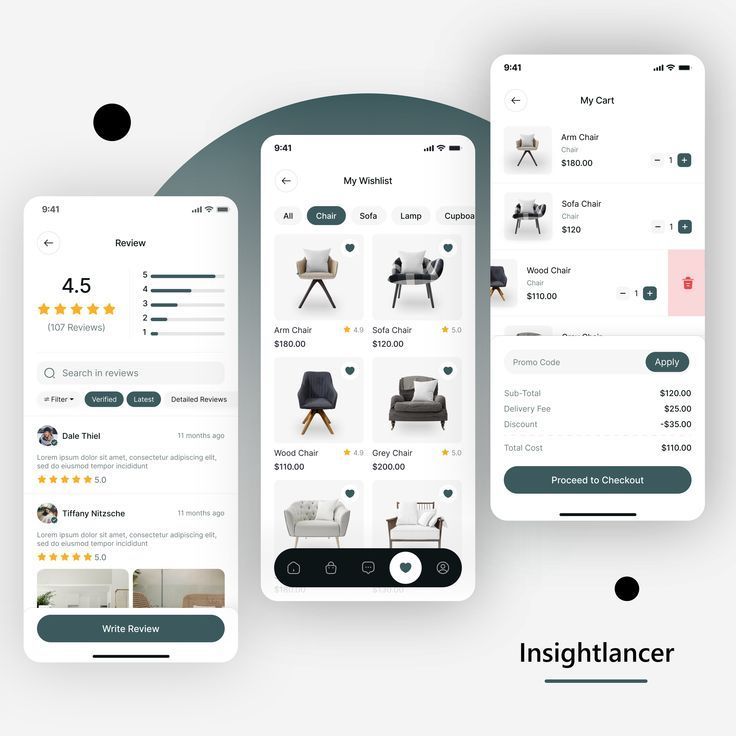 9:41
Review
4.5
(107 Reviews)
5
4
3
2
1
Search in reviews
Filter
Verified
Latest
Detailed Reviews
Dale Thiel
11 months ago
Lorem ipsum dolor sit amet, consectetur adipiscing elit,
sed do eiusmod tempor incididunt
5.0
Tiffany Nitzsche
11 months ago
Lorem ipsum dolor sit amet, consectetur adipiscing elit,
sed do eiusmod tempor incididunt
5.0
Write Review
9:41
My Wishlist
All
Chair
Sofa
Lamp
Cupboa
Arm Chair
4.9
$180.00
Sofa Chair
5.0
$120.00
Wood Chair
4.9
$110.00
Grey Chair
5.0
$200.00
$180.00
$130.00
9:41
My Cart
Arm Chair
Chair
$180.00
− 1 +
Sofa Chair
Chair
$120
− 1 +
Wood Chair
Chair
$110.00
− 1 +
Grey Chair
Promo Code
Apply
Sub-Total $120.00
Delivery Fee $25.00
Discount -$35.00
Total Cost $110.00
Proceed to Checkout
Insightlancer